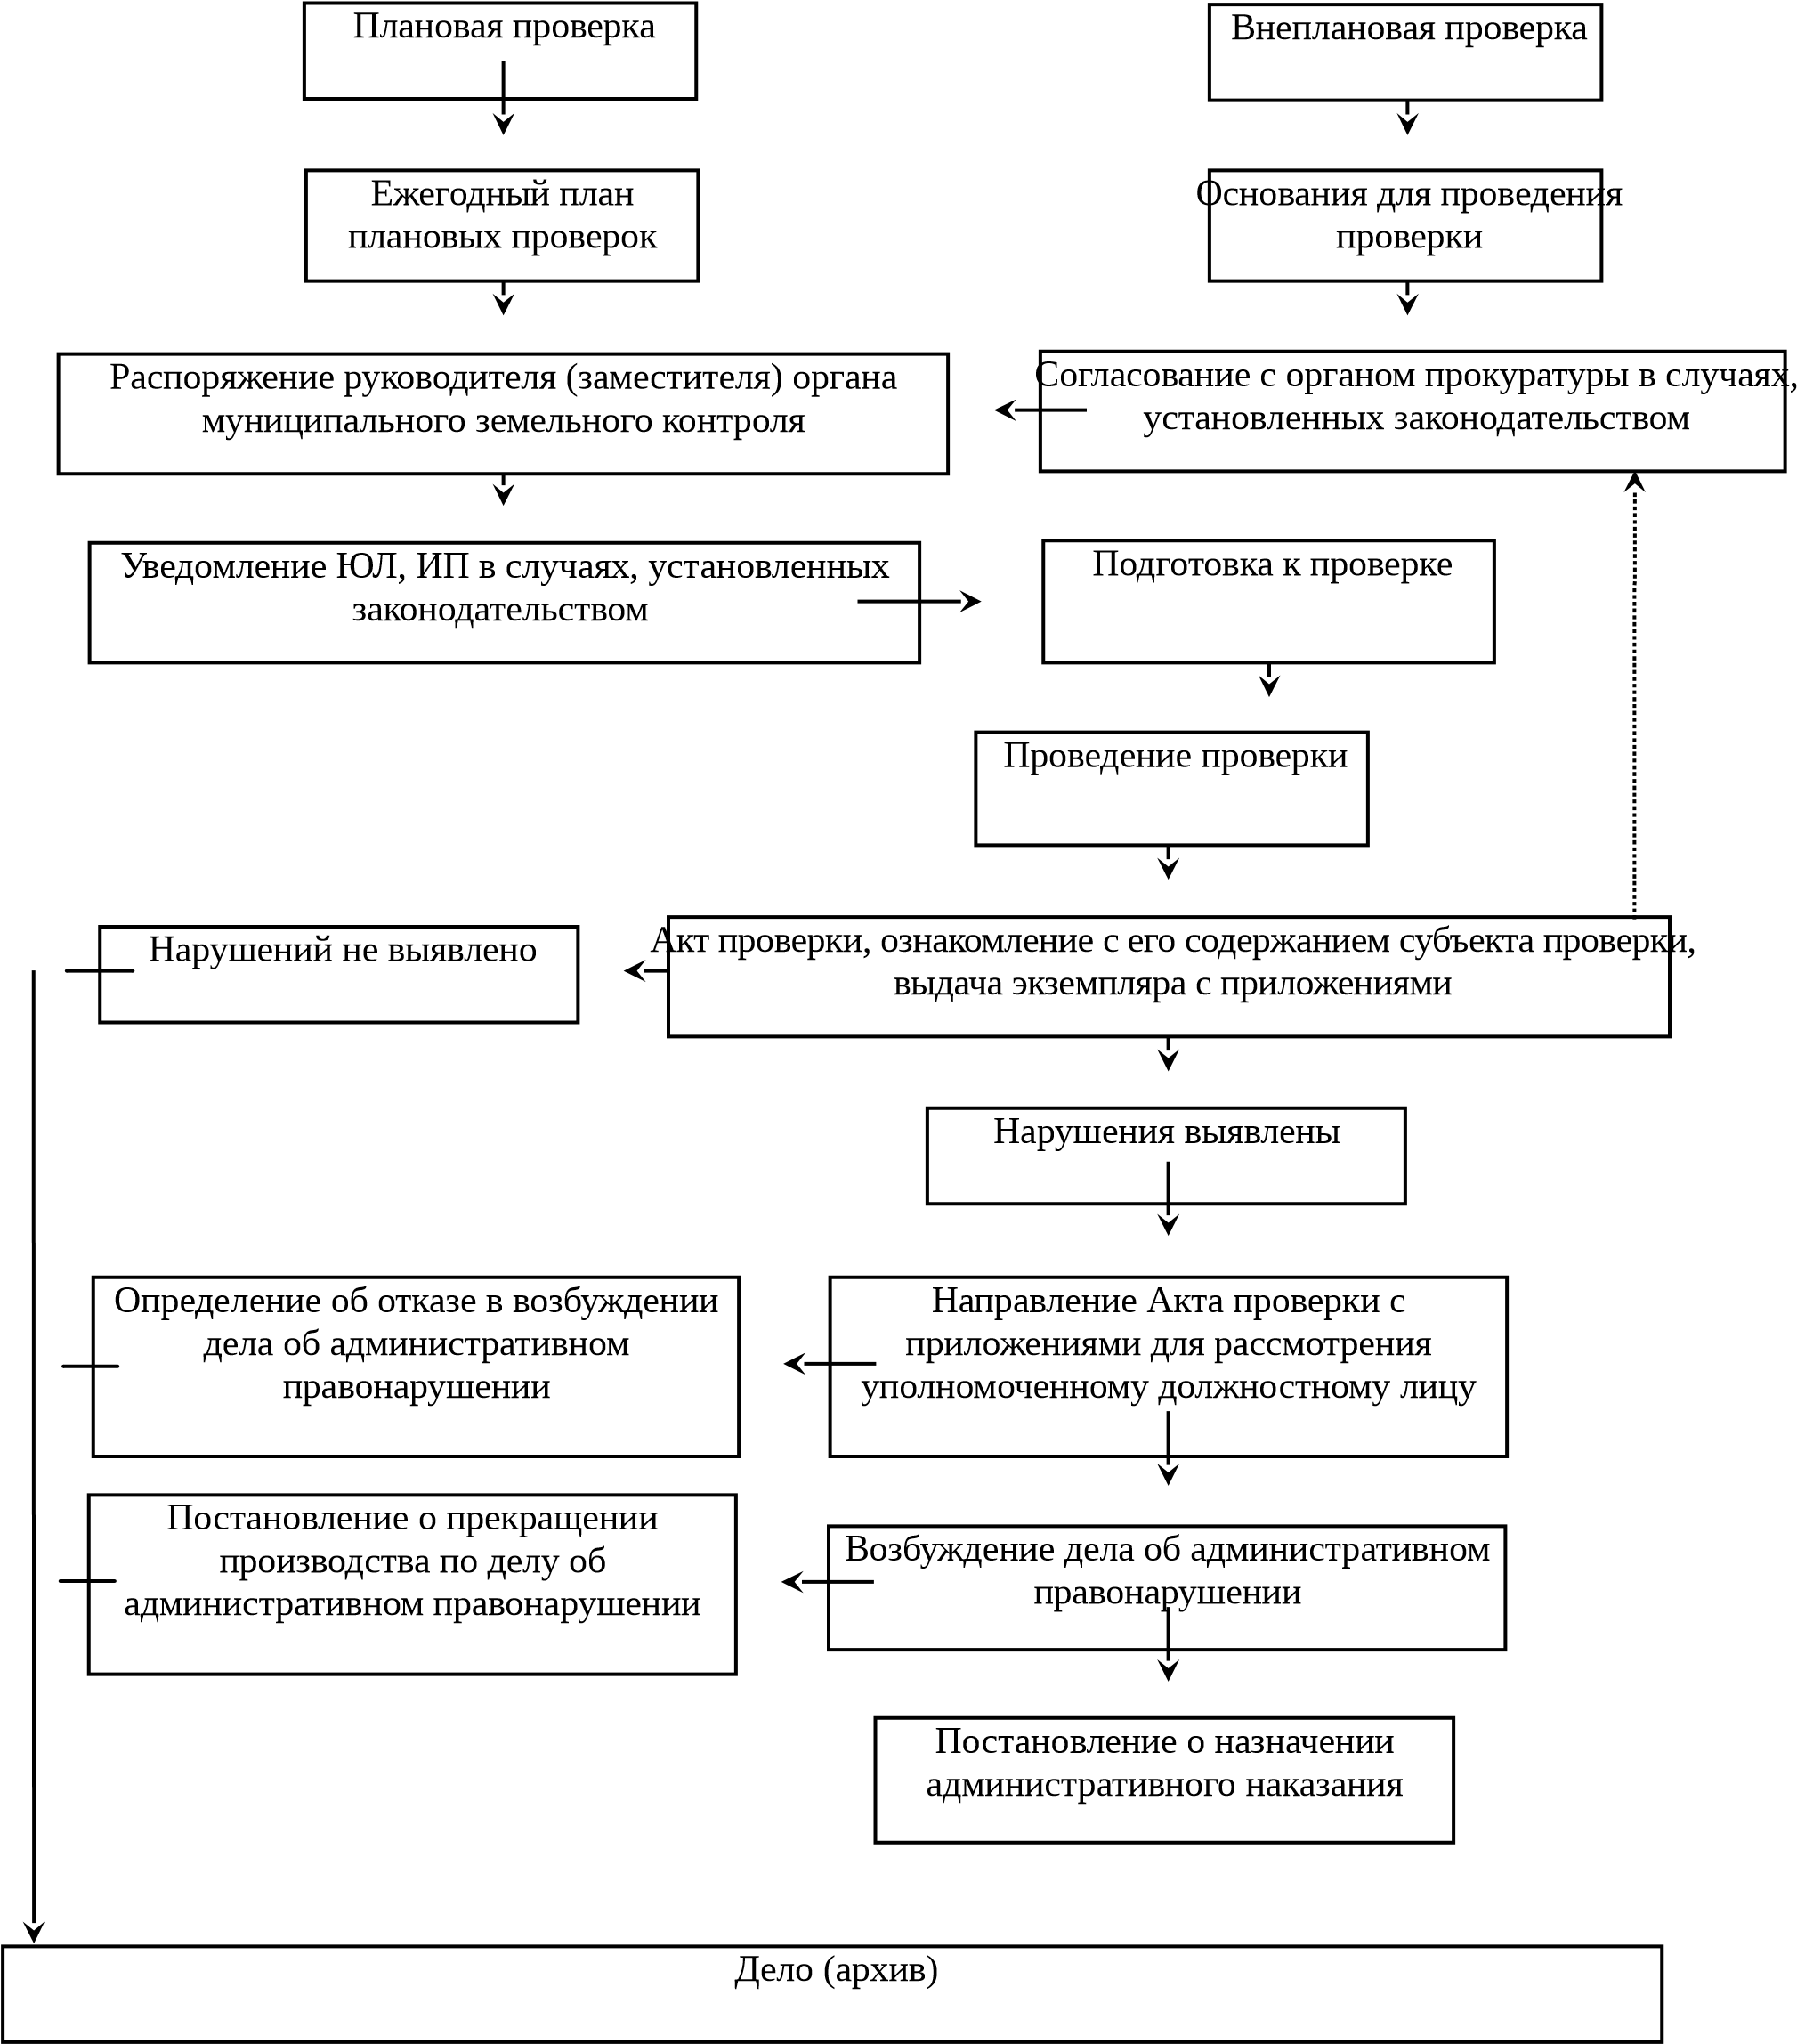 Плановая проверка
Внеплановая проверка
Ежегодный план
плановых проверок
Основания для проведения
проверки
Распоряжение руководителя (заместителя) органа
муниципального земельного контроля
Согласование с органом прокуратуры в случаях,
установленных законодательством
Уведомление ЮЛ, ИП в случаях, установленных
законодательством
Подготовка к проверке
Проведение проверки
Нарушений не выявлено
Акт проверки, ознакомление с его содержанием субъекта проверки,
выдача экземпляра с приложениями
Нарушения выявлены
Определение об отказе в возбуждении
дела об административном
правонарушении
Направление Акта проверки с
приложениями для рассмотрения
уполномоченному должностному лицу
Постановление о прекращении
производства по делу об
административном правонарушении
Возбуждение дела об административном
правонарушении
Постановление о назначении
административного наказания
Дело (архив)